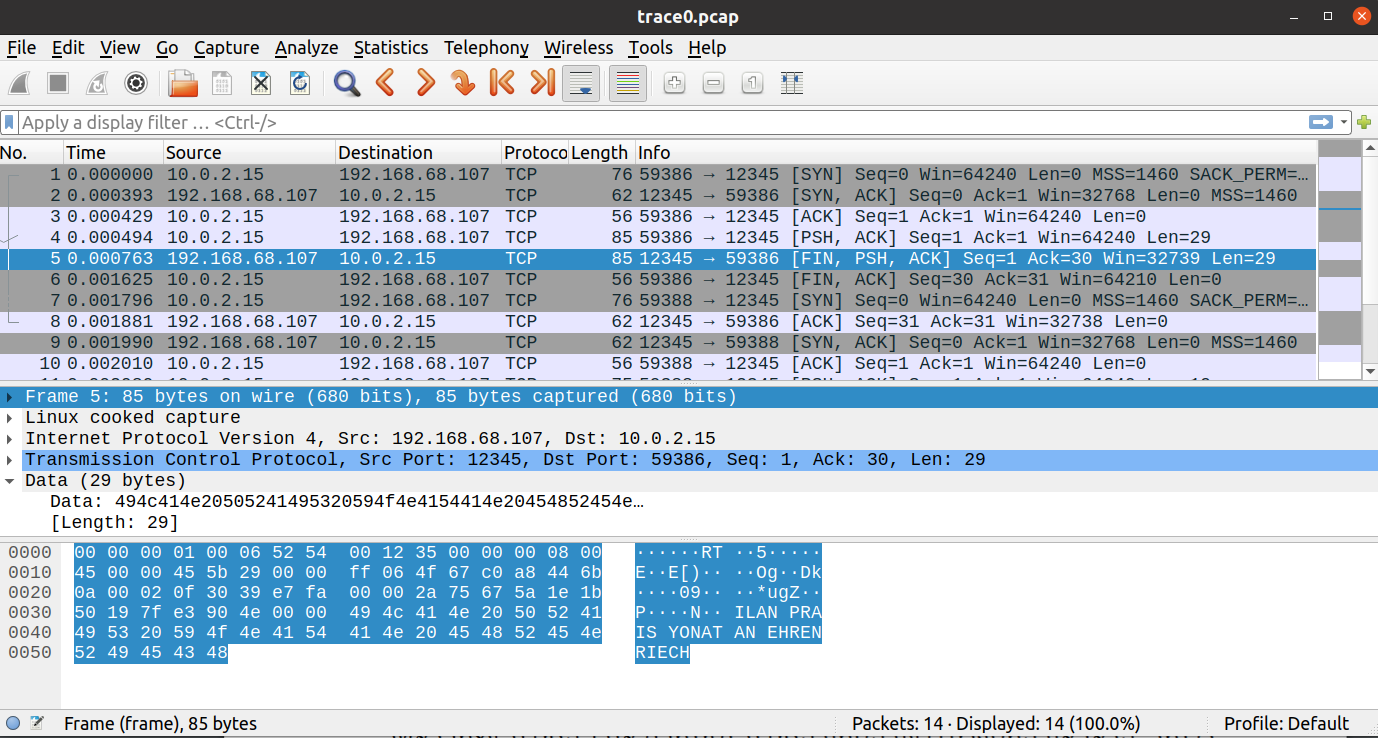 trace0.pcap
File Edit View Go Capture Analyze Statistics Telephony Wireless Tools Help
Apply a display filter … <Ctrl-/>
No. Time Source Destination Protoco Length Info
1 0.000000 10.0.2.15 192.168.68.107 TCP 76 59386 → 12345 [SYN] Seq=0 Win=64240 Len=0 MSS=1460 SACK_PERM=…
2 0.000393 192.168.68.107 10.0.2.15 TCP 62 12345 → 59386 [SYN, ACK] Seq=0 Ack=1 Win=32768 Len=0 MSS=1460
3 0.000429 10.0.2.15 192.168.68.107 TCP 56 59386 → 12345 [ACK] Seq=1 Ack=1 Win=64240 Len=0
4 0.000494 10.0.2.15 192.168.68.107 TCP 85 59386 → 12345 [PSH, ACK] Seq=1 Ack=1 Win=64240 Len=29
5 0.000763 192.168.68.107 10.0.2.15 TCP 85 12345 → 59386 [FIN, PSH, ACK] Seq=1 Ack=30 Win=32739 Len=29
6 0.001625 10.0.2.15 192.168.68.107 TCP 56 59386 → 12345 [FIN, ACK] Seq=30 Ack=31 Win=64210 Len=0
7 0.001796 10.0.2.15 192.168.68.107 TCP 76 59388 → 12345 [SYN] Seq=0 Win=64240 Len=0 MSS=1460 SACK_PERM=…
8 0.001881 192.168.68.107 10.0.2.15 TCP 62 12345 → 59386 [ACK] Seq=31 Ack=31 Win=32738 Len=0
9 0.001990 192.168.68.107 10.0.2.15 TCP 62 12345 → 59388 [SYN, ACK] Seq=0 Ack=1 Win=32768 Len=0 MSS=1460
10 0.002010 10.0.2.15 192.168.68.107 TCP 56 59388 → 12345 [ACK] Seq=1 Ack=1 Win=64240 Len=0
Frame 5: 85 bytes on wire (680 bits), 85 bytes captured (680 bits)
Linux cooked capture
Internet Protocol Version 4, Src: 192.168.68.107, Dst: 10.0.2.15
Transmission Control Protocol, Src Port: 12345, Dst Port: 59386, Seq: 1, Ack: 30, Len: 29
Data (29 bytes)
Data: 494c414e20505241495320594f4e4154414e20454852454e…
[Length: 29]
0000 00 00 00 01 00 06 52 54 00 12 35 00 00 00 08 00 ······RT ··5·····
0010 45 00 00 45 5b 29 00 00 ff 06 4f 67 c0 a8 44 6b E··E[)·· ··Og··Dk
0020 0a 00 02 0f 30 39 e7 fa 00 00 2a 75 67 5a 1e 1b ····09·· ··*ugZ··
0030 50 19 7f e3 90 4e 00 00 49 4c 41 4e 20 50 52 41 P····N·· ILAN PRA
0040 49 53 20 59 4f 4e 41 54 41 4e 20 45 48 52 45 4e IS YONAT AN EHREN
0050 52 49 45 43 48 RIECH
Frame (frame), 85 bytes Packets: 14 · Displayed: 14 (100.0%) Profile: Default